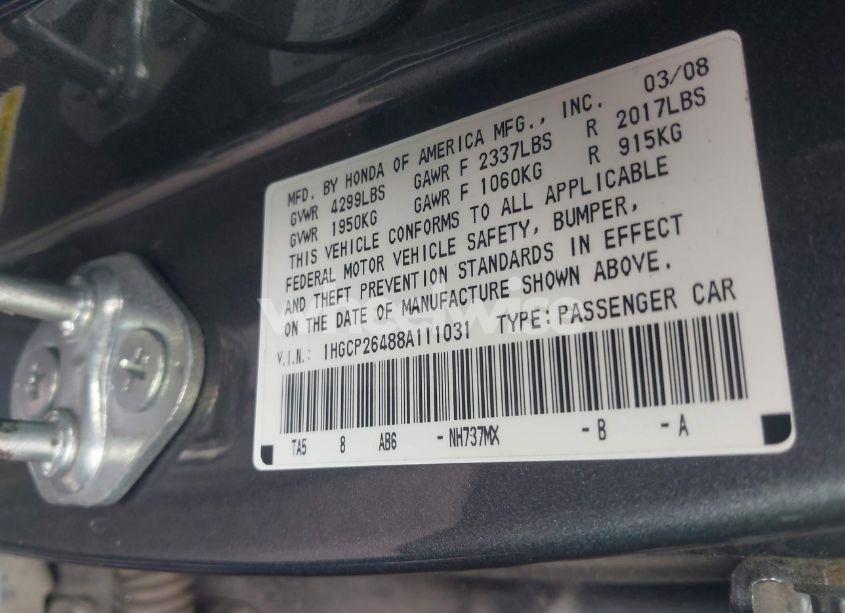 03/08
MFD. BY HONDA OF AMERICA MFG., INC.
GVWR 4299LBS GAWR F 2337LBS R 2017LBS
GVWR 1950KG GAWR F 1060KG R 915KG
THIS VEHICLE CONFORMS TO ALL APPLICABLE
FEDERAL MOTOR VEHICLE SAFETY, BUMPER,
AND THEFT PREVENTION STANDARDS IN EFFECT
ON THE DATE OF MANUFACTURE SHOWN ABOVE.
V.I.N.: 1HGCP26488A111031 TYPE:PASSENGER CAR
TA5 8 AB6 -NH737MX -B -A